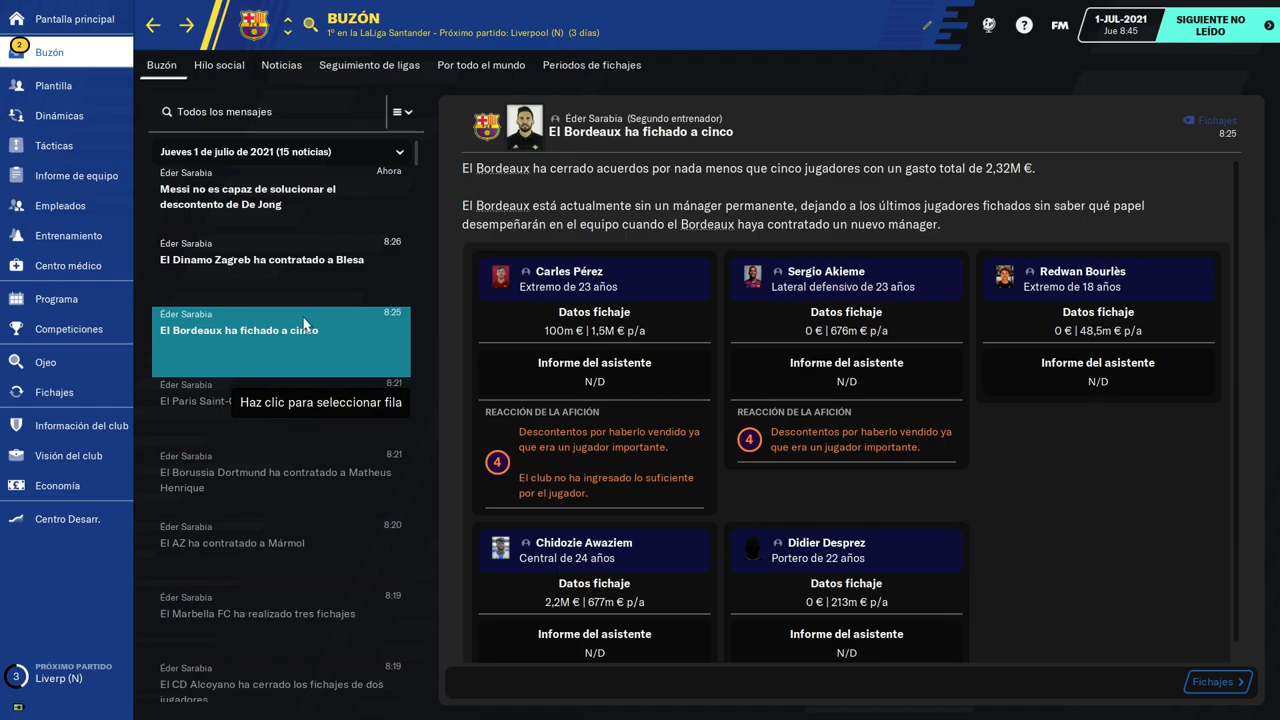 Pantalla principal
2
Buzón
Plantilla
Dinámicas
Tácticas
Informe de equipo
Empleados
Entrenamiento
Centro médico
Programa
Competiciones
Ojeo
Fichajes
Información del club
Visión del club
Economía
Centro Desarr.
3
PRÓXIMO PARTIDO
Liverp (N)
BUZÓN
1º en la LaLiga Santander - Próximo partido: Liverpool (N) (3 días)
FM
1-JUL-2021
Jue 8:45
SIGUIENTE NO
LEÍDO
Buzón
Hilo social
Noticias
Seguimiento de ligas
Por todo el mundo
Periodos de fichajes
Todos los mensajes
Jueves 1 de julio de 2021 (15 noticias)
Éder Sarabia Ahora
Messi no es capaz de solucionar el
descontento de De Jong
Éder Sarabia 8:26
El Dinamo Zagreb ha contratado a Blesa
Éder Sarabia 8:25
El Bordeaux ha fichado a cinco
Éder Sarabia 8:21
El Paris Saint-
Haz clic para seleccionar fila
Éder Sarabia 8:21
El Borussia Dortmund ha contratado a Matheus
Henrique
Éder Sarabia 8:20
El AZ ha contratado a Mármol
Éder Sarabia 8:19
El Marbella FC ha realizado tres fichajes
Éder Sarabia 8:19
El CD Alcoyano ha cerrado los fichajes de dos
jugadores
Éder Sarabia (Segundo entrenador)
El Bordeaux ha fichado a cinco
Fichajes
8:25
El Bordeaux ha cerrado acuerdos por nada menos que cinco jugadores con un gasto total de 2,32M €.
El Bordeaux está actualmente sin un mánager permanente, dejando a los últimos jugadores fichados sin saber qué papel
desempeñarán en el equipo cuando el Bordeaux haya contratado un nuevo mánager.
Carles Pérez
Extremo de 23 años
Datos fichaje
100m € | 1,5M € p/a
Informe del asistente
N/D
REACCIÓN DE LA AFICIÓN
4
Descontentos por haberlo vendido ya
que era un jugador importante.
El club no ha ingresado lo suficiente
por el jugador.
Sergio Akieme
Lateral defensivo de 23 años
Datos fichaje
0 € | 676m € p/a
Informe del asistente
N/D
REACCIÓN DE LA AFICIÓN
4
Descontentos por haberlo vendido ya
que era un jugador importante.
Redwan Bourlès
Extremo de 18 años
Datos fichaje
0 € | 48,5m € p/a
Informe del asistente
N/D
Chidozie Awaziem
Central de 24 años
Datos fichaje
2,2M € | 677m € p/a
Informe del asistente
N/D
Didier Desprez
Portero de 22 años
Datos fichaje
0 € | 213m € p/a
Informe del asistente
N/D
Fichajes